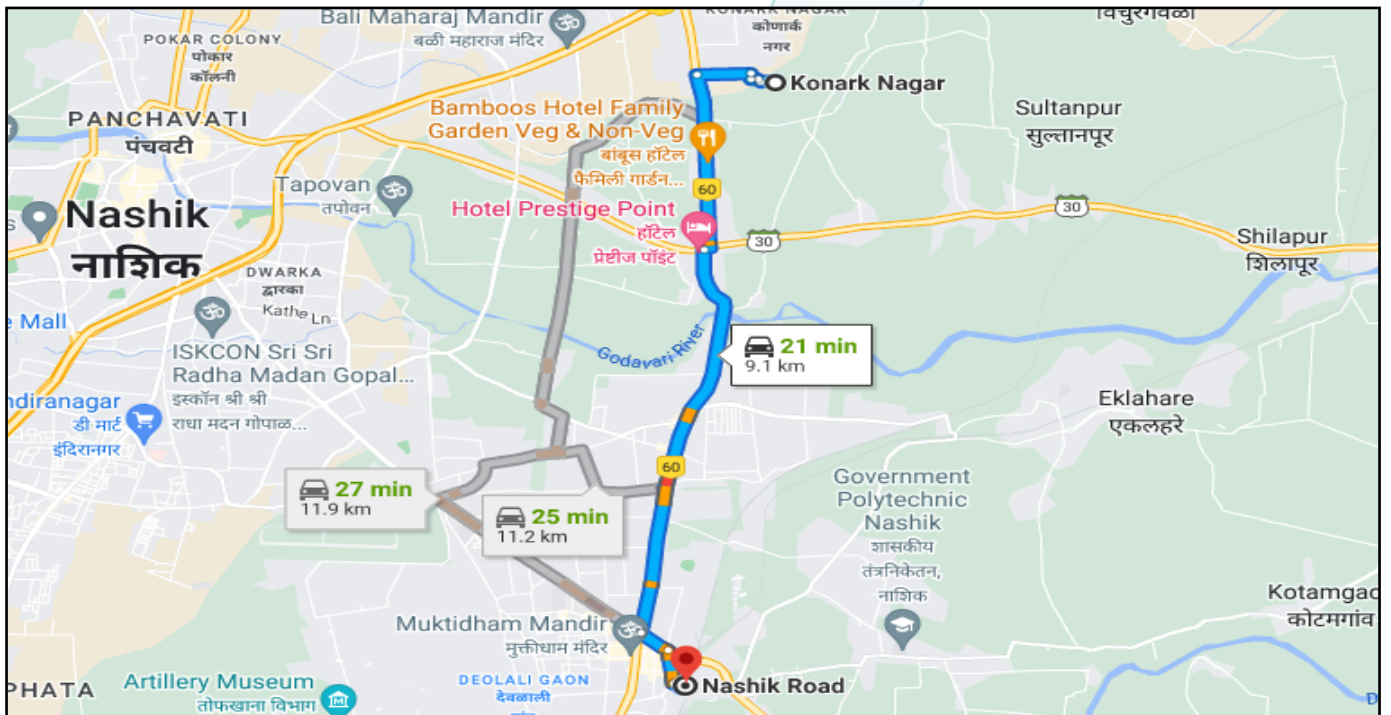 Bali Maharaj Mandir
बळी महाराज मंदिर
KONARK NAGAR
कोणार्क
नगर
विंचुरगवळी
POKAR COLONY
पोकार
कॉलनी
Konark Nagar
PANCHAVATI
पंचवटी
Bamboos Hotel Family
Garden Veg & Non-Veg
बांबूस हॉटेल
फॅमिली गार्डन...
Sultanpur
सुल्तानपूर
60
Tapovan
तपोवन
s
Nashik
नाशिक
Hotel Prestige Point
हॉटेल
प्रेष्टीज पॉइंट
30
30
Shilapur
शिलापूर
DWARKA
द्वारका
Kathe Ln
e Mall
Godavari River
21 min
9.1 km
ISKCON Sri Sri
Radha Madan Gopal...
इस्कॉन श्री श्री
राधा मदन गोपाळ...
ndiranagar
डी मार्ट
इंदिरानगर
Eklahare
एकलहरे
60
27 min
11.9 km
25 min
11.2 km
Government
Polytechnic
Nashik
शासकीय
तंत्रनिकेतन,
नाशिक
Kotamgao
कोटमगांव
Muktidham Mandir
मुक्तीधाम मंदिर
Nashik Road
PHATA
Artillery Museum
तोफखाना विभाग
DEOLALI GAON
देवळाली
D